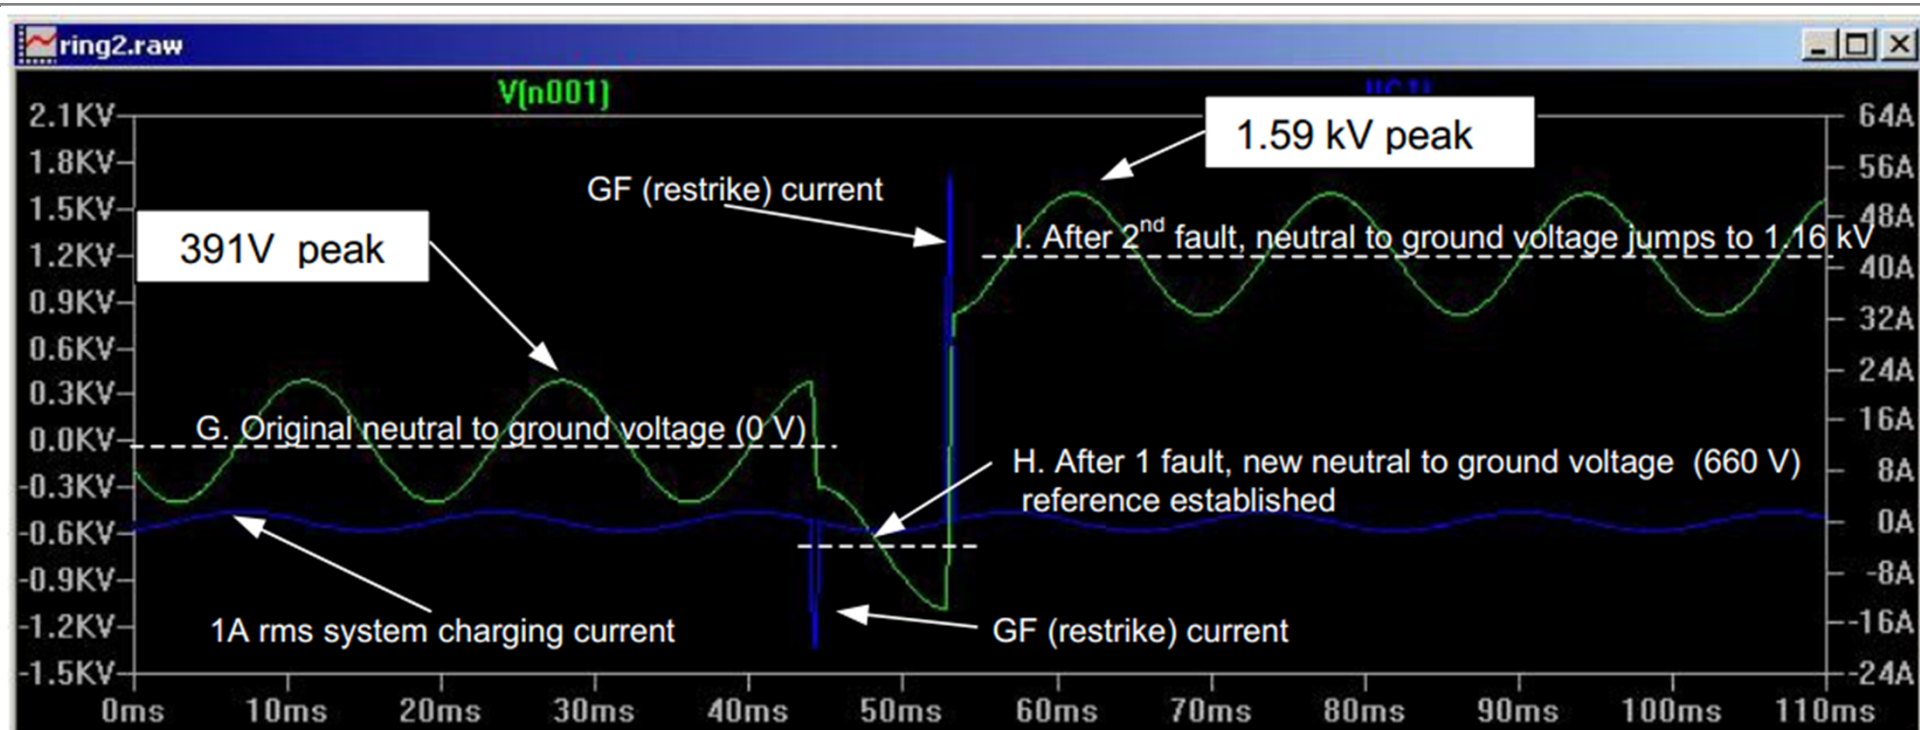 ring2.raw
V(n001)
2.1KV
64A
1.59 kV peak
1.8KV
56A
GF (restrike) current
1.5KV
48A
391V peak
I. After 2nd fault, neutral to ground voltage jumps to 1.16 kV
1.2KV
40A
0.9KV
32A
0.6KV
24A
0.3KV
16A
G. Original neutral to ground voltage (0 V)
0.0KV
H. After 1 fault, new neutral to ground voltage (660 V)
reference established
8A
-0.3KV
0A
-0.6KV
-8A
-0.9KV
1A rms system charging current
GF (restrike) current
-1.2KV
-16A
-1.5KV
-24A
0ms 10ms 20ms 30ms 40ms 50ms 60ms 70ms 80ms 90ms 100ms 110ms